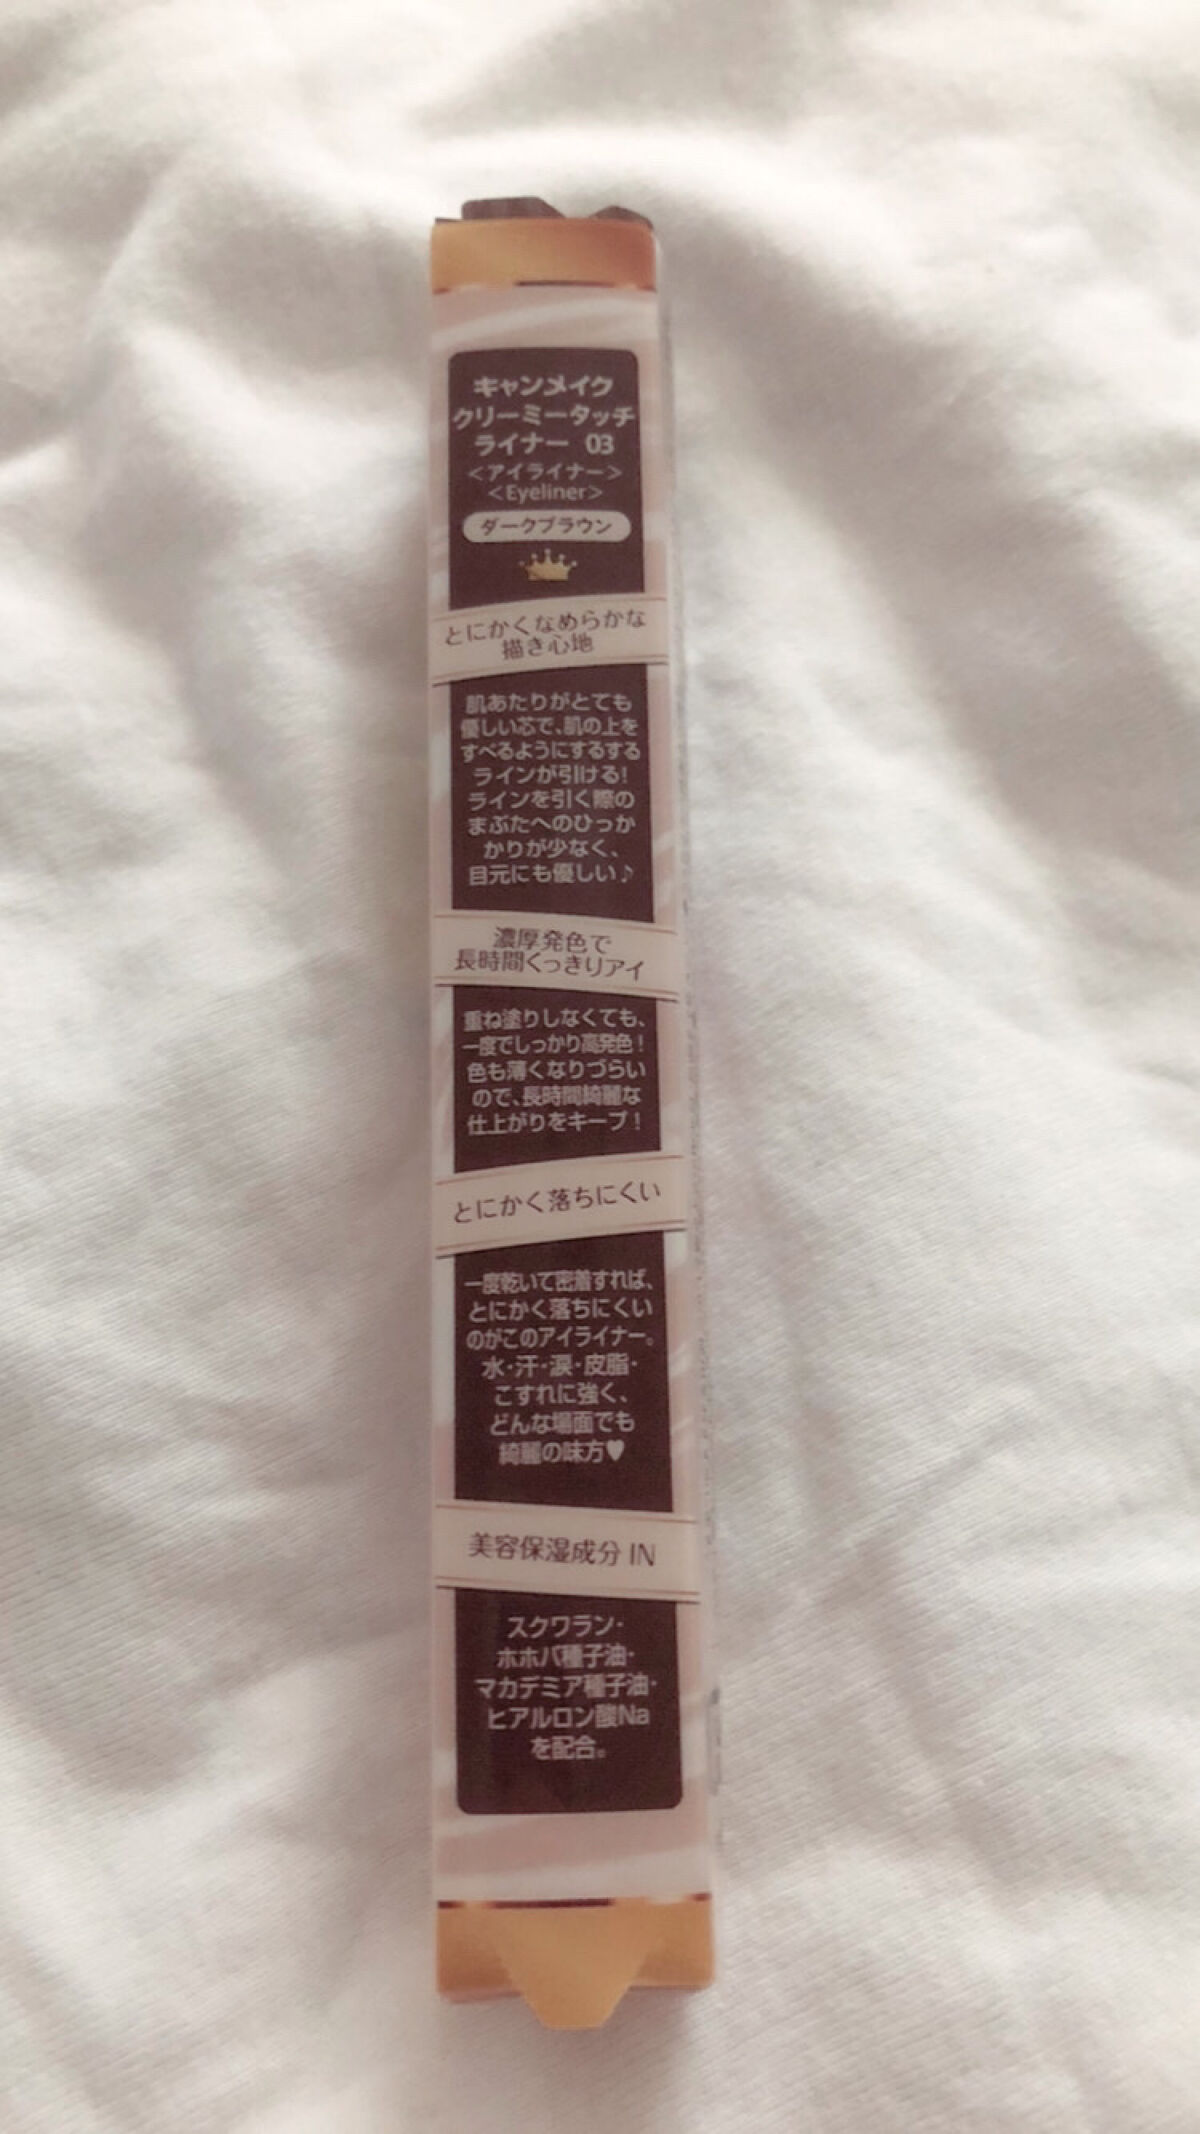 キャンメイク
クリーミータッチ
ライナー 03
<アイライナー>
<Eyeliner>
ダークブラウン
とにかくなめらかな
描き心地
肌あたりがとても
優しい芯で、肌の上を
すべるようにするする
ラインが引ける!
ラインを引く際の
まぶたへのひっか
かりが少なく、
目元にも優しい♪
濃厚発色で
長時間くっきりアイ
重ね塗りしなくても、
一度でしっかり高発色!
色も薄くなりづらい
ので、長時間綺麗な
仕上がりをキープ!
とにかく落ちにくい
一度乾いて密着すれば、
とにかく落ちにくい
のがこのアイライナー。
水・汗・涙・皮脂・
こすれに強く、
どんな場面でも
綺麗の味方♥
美容保湿成分 IN
スクワラン・
ホホバ種子油・
マカデミア種子油・
ヒアルロン酸Na
を配合。